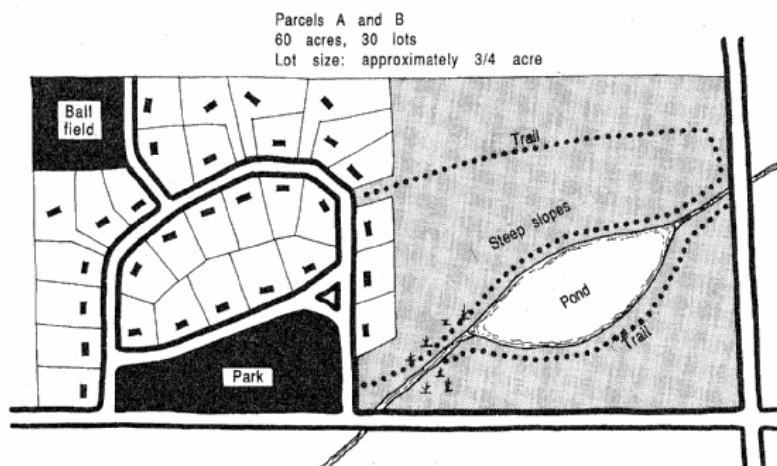 Parcels A and B
60 acres, 30 lots
Lot size: approximately 3/4 acre
Ball
field
Trail
Steep slopes
Pond
Trail
Park